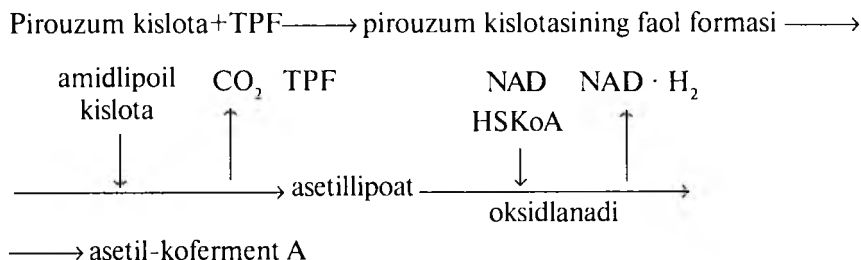 Pirouzum kislota+TPF⟶ pirouzum kislotasining faol formasi ⟶
amidlipoil CO₂ TPF NAD NAD · H₂
kislota HSKoA
⟶ asetillipoat ⟶
oksidlanadi
⟶ asetil-koferment A